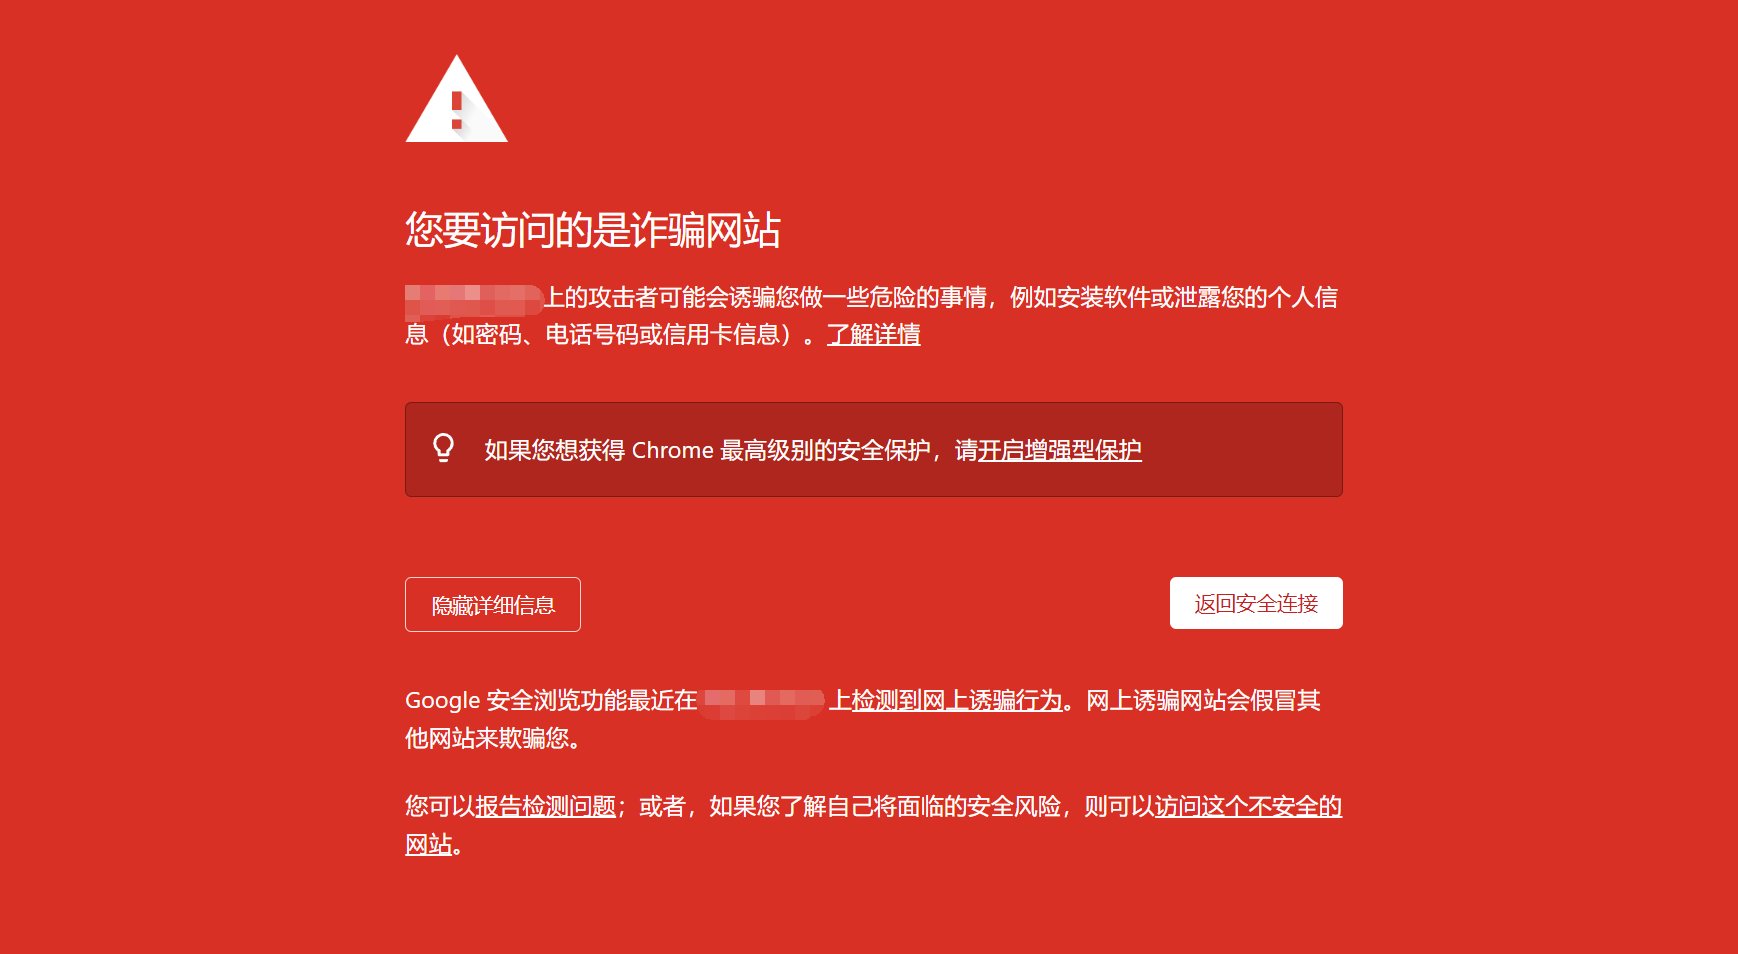 您要访问的是诈骗网站
上的攻击者可能会诱骗您做一些危险的事情，例如安装软件或泄露您的个人信
息（如密码、电话号码或信用卡信息）。了解详情
如果您想获得 Chrome 最高级别的安全保护，请开启增强型保护
隐藏详细信息
返回安全连接
Google 安全浏览功能最近在 上检测到网上诱骗行为。网上诱骗网站会假冒其
他网站来欺骗您。
您可以报告检测问题；或者，如果您了解自己将面临的安全风险，则可以访问这个不安全的
网站。